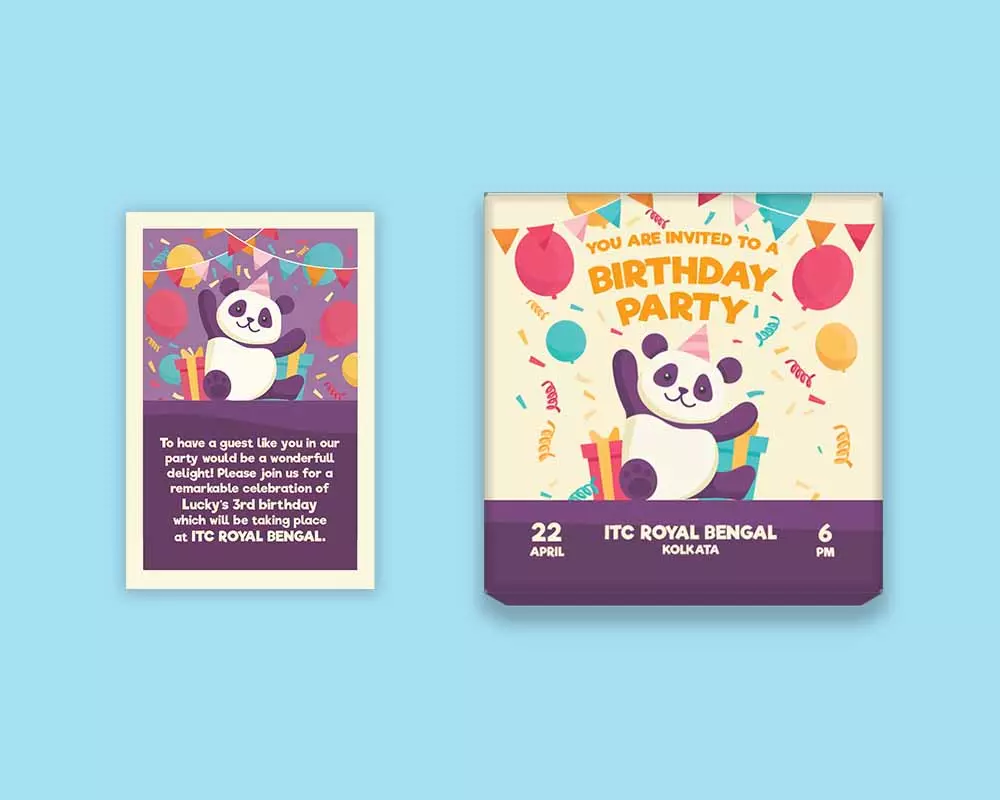 To have a guest like you in our
party would be a wonderfull
delight! Please join us for a
remarkable celebration of
Lucky's 3rd birthday
which will be taking place
at ITC ROYAL BENGAL.
YOU ARE INVITED TO A
BIRTHDAY
PARTY
22
APRIL
ITC ROYAL BENGAL
KOLKATA
6
PM